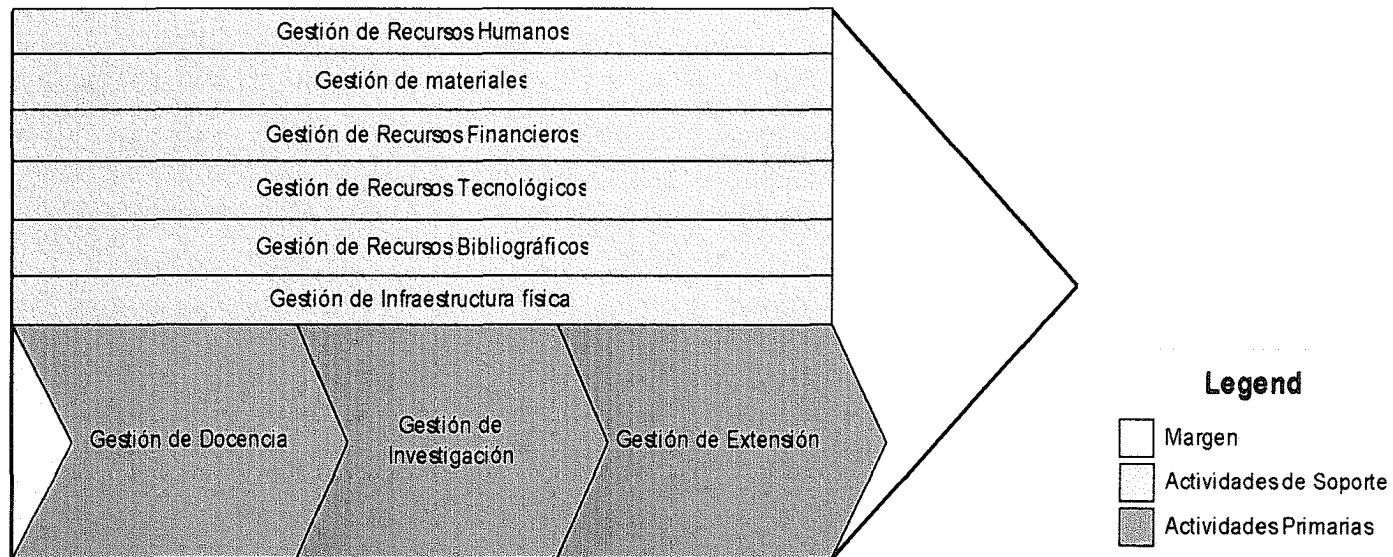 Gestión de Recursos Humanos
Gestión de materiales
Gestión de Recursos Financieros
Gestión de Recursos Tecnológicos
Gestión de Recursos Bibliográficos
Gestión de Infraestructura física
Gestión de Docencia
Gestión de
Investigación
Gestión de Extensión
Legend
Margen
Actividades de Soporte
Actividades Primarias